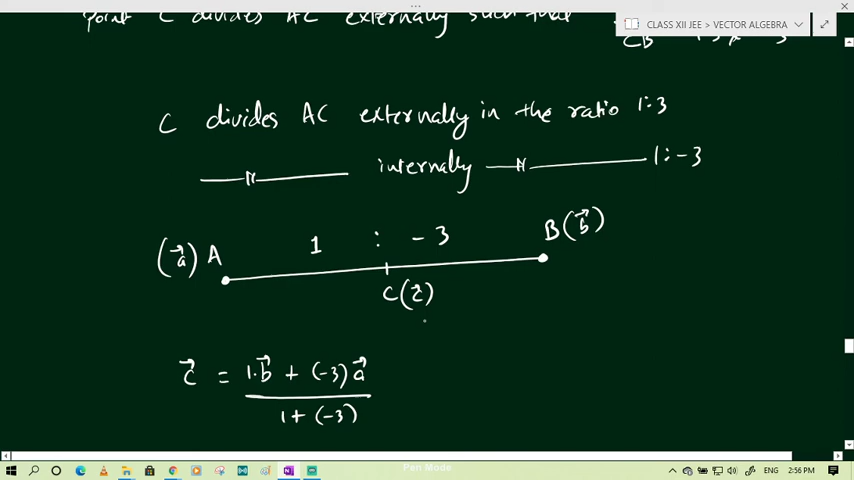 point C divides AC externally such that
CB
CLASS XII JEE > VECTOR ALGEBRA
C divides AC externally in the ratio 1:3
—〃— internally —〃— 1:-3
(a⃗) A 1 : -3 B(b⃗)
C(c⃗)
c⃗ = 1.b⃗ + (-3)a⃗
1+ (-3)
Pen Mode
ENG 2:56 PM